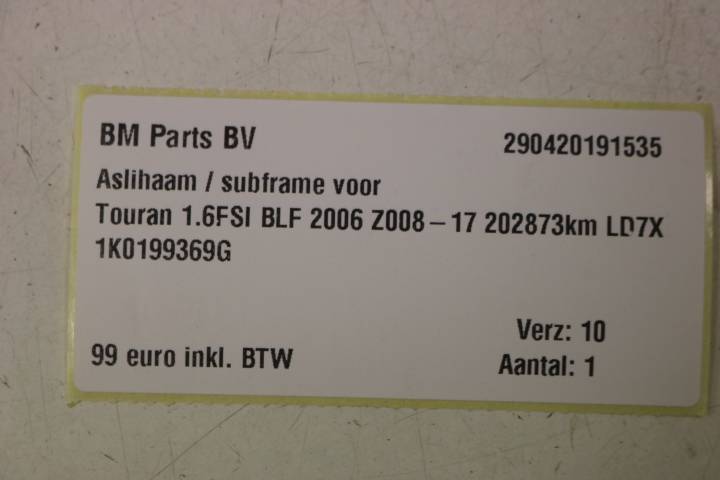 BM Parts BV 290420191535
Aslihaam / subframe voor
Touran 1.6FSI BLF 2006 Z008-17 202873km LD7X
1K0199369G
Verz: 10
99 euro inkl. BTW Aantal: 1